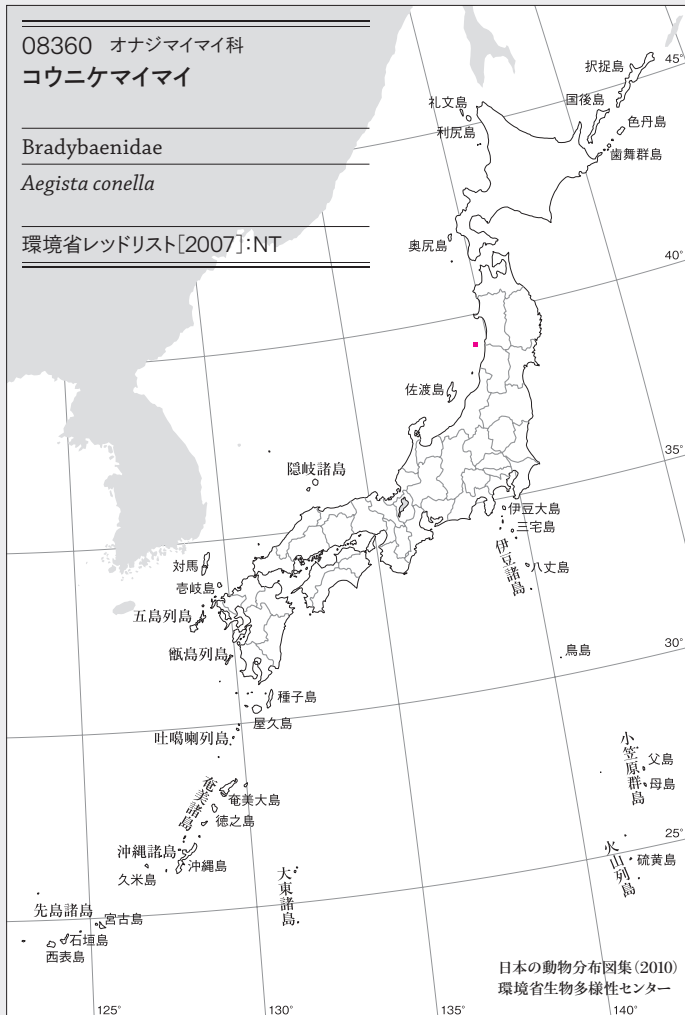 08360 オナジマイマイ科
コウニケマイマイ
Bradybaenidae
Aegista conella
環境省レッドリスト[2007]:NT
45°
択捉島
国後島
礼文島
色丹島
利尻島
歯舞群島
奥尻島
40°
佐渡島
35°
隠岐諸島
伊豆大島
三宅島
伊豆諸島
八丈島
対馬
壱岐島
五島列島
甑島列島
鳥島
30°
種子島
屋久島
吐噶喇列島
小笠原群島
父島
母島
奄美諸島
奄美大島
徳之島
25°
沖縄諸島
沖縄島
久米島
火山列島
硫黄島
大東諸島
先島諸島
宮古島
石垣島
西表島
日本の動物分布図集(2010)
環境省生物多様性センター
125°
130°
135°
140°